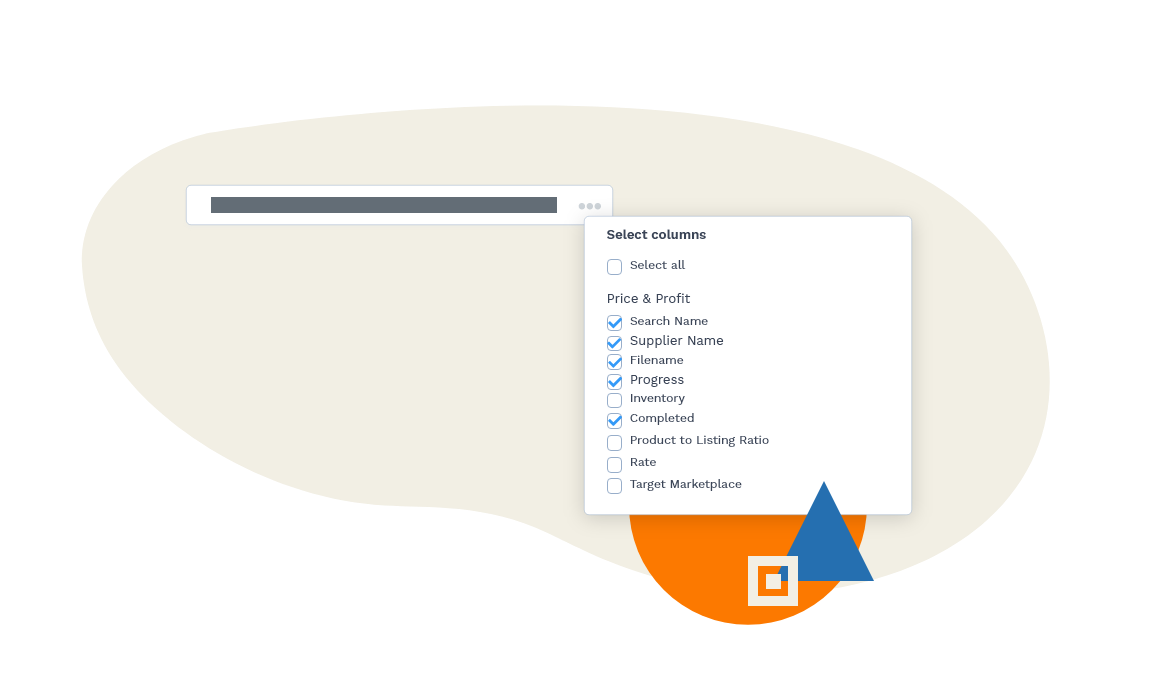 Select columns
Select all
Price & Profit
Search Name
Supplier Name
Filename
Progress
Inventory
Completed
Product to Listing Ratio
Rate
Target Marketplace